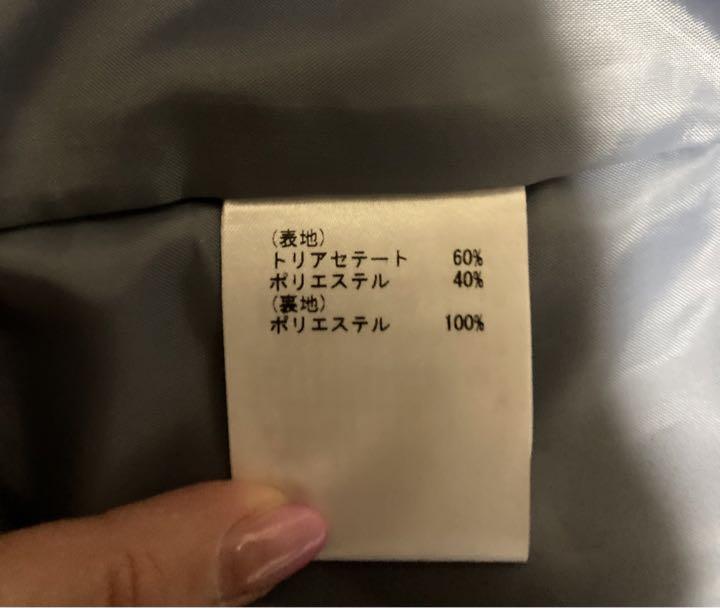 (表地)
トリアセテート 60%
ポリエステル 40%
(裏地)
ポリエステル 100%